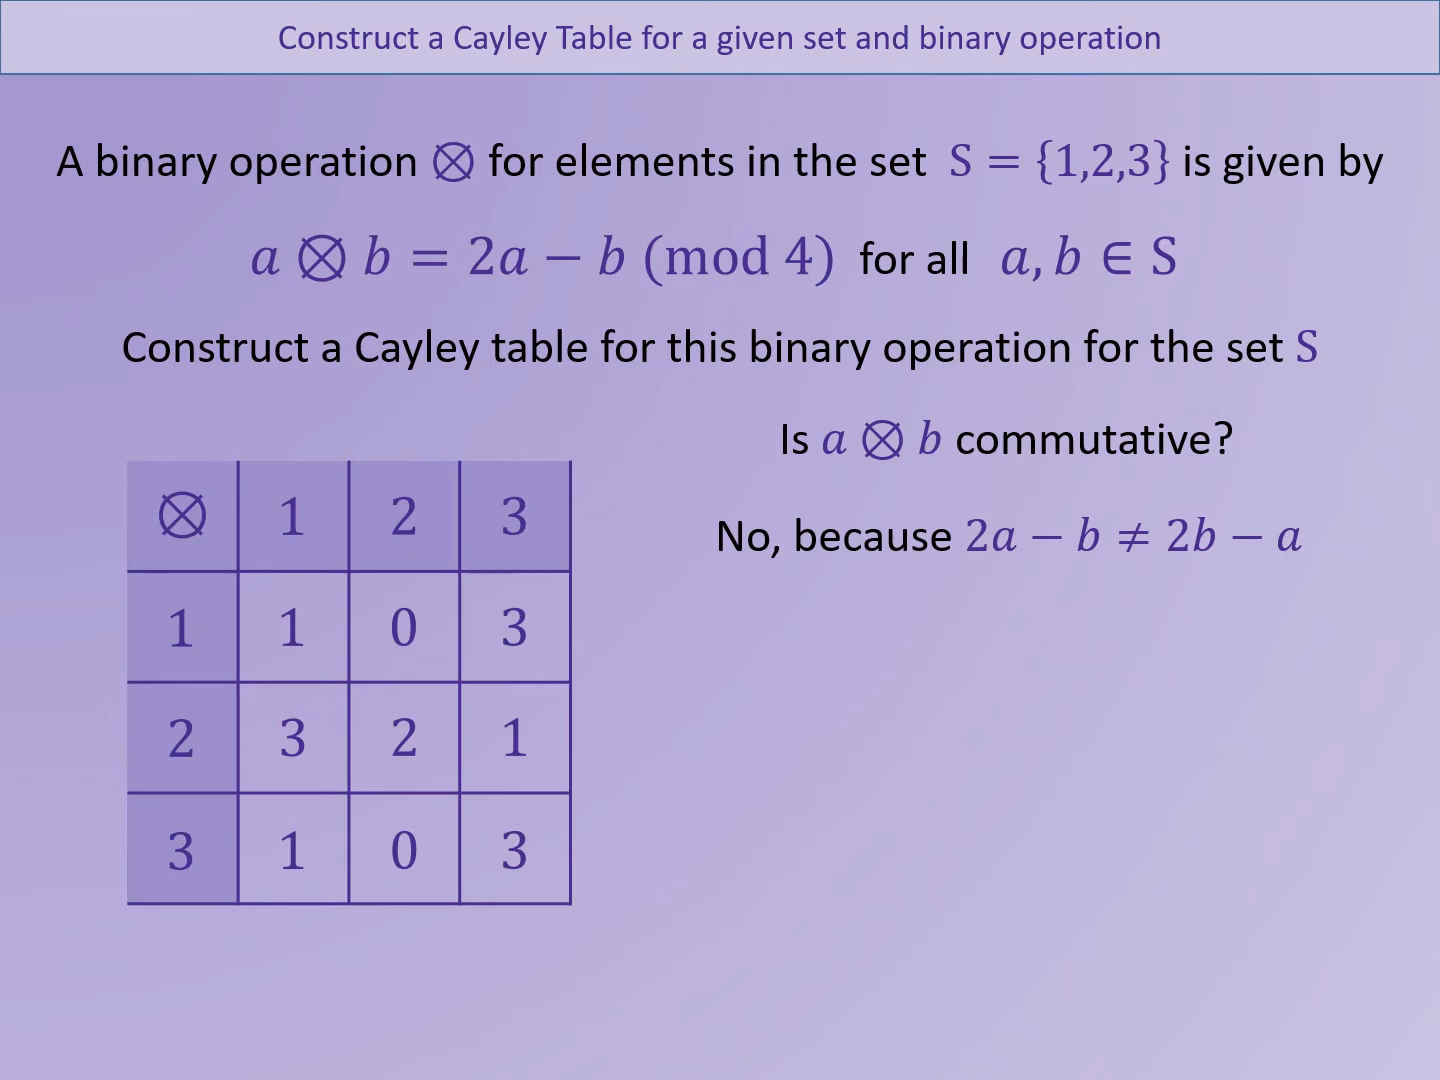 Construct a Cayley Table for a given set and binary operation
A binary operation ⊗ for elements in the set S = {1,2,3} is given by
a ⊗ b = 2a − b (mod 4) for all a, b ∈ S
Construct a Cayley table for this binary operation for the set S
Is a ⊗ b commutative?
No, because 2a − b ≠ 2b − a
⊗ 1 2 3
1 1 0 3
2 3 2 1
3 1 0 3